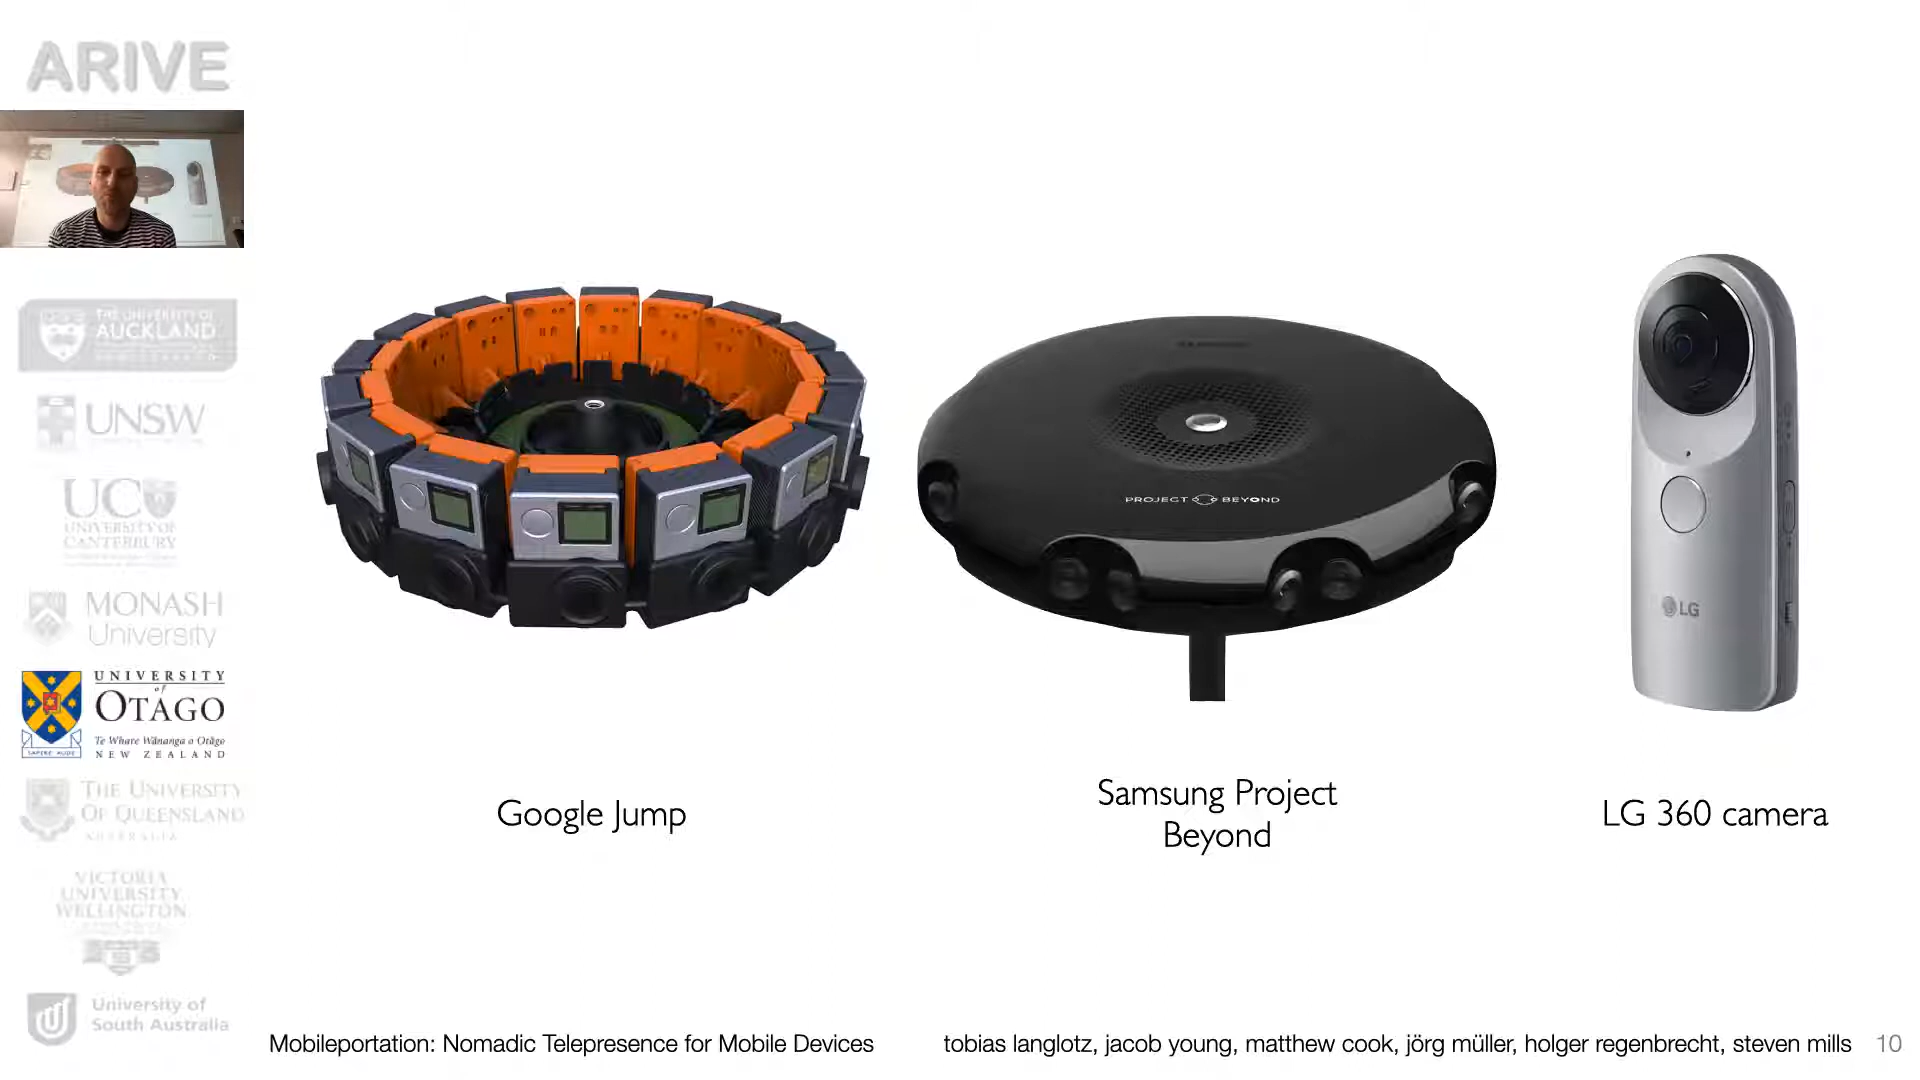 ARIVE
THE UNIVERSITY OF
AUCKLAND
UNSW
UC
UNIVERSITY OF
CANTERBURY
MONASH
University
UNIVERSITY
of
OTAGO
Te Whare Wānanga o Otāgo
NEW ZEALAND
SAPERE AUDE
THE UNIVERSITY
OF QUEENSLAND
AUSTRALIA
VICTORIA
UNIVERSITY
WELLINGTON
University of
South Australia
PROJECT BEYOND
LG
Google Jump
Samsung Project
Beyond
LG 360 camera
Mobileportation: Nomadic Telepresence for Mobile Devices
tobias langlotz, jacob young, matthew cook, jörg müller, holger regenbrecht, steven mills
10